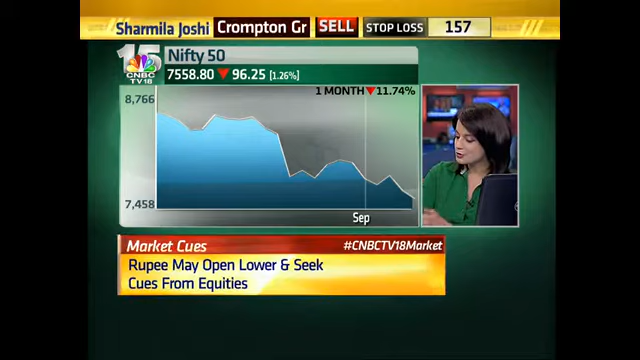 Sharmila Joshi Crompton Gr SELL STOP LOSS 157
15 Nifty 50
CNBC
TV18
7558.80 ▼ 96.25 [1.26%]
1 MONTH ▼11.74%
8,766
7,458
Sep
Market Cues #CNBCTV18Market
Rupee May Open Lower & Seek
Cues From Equities